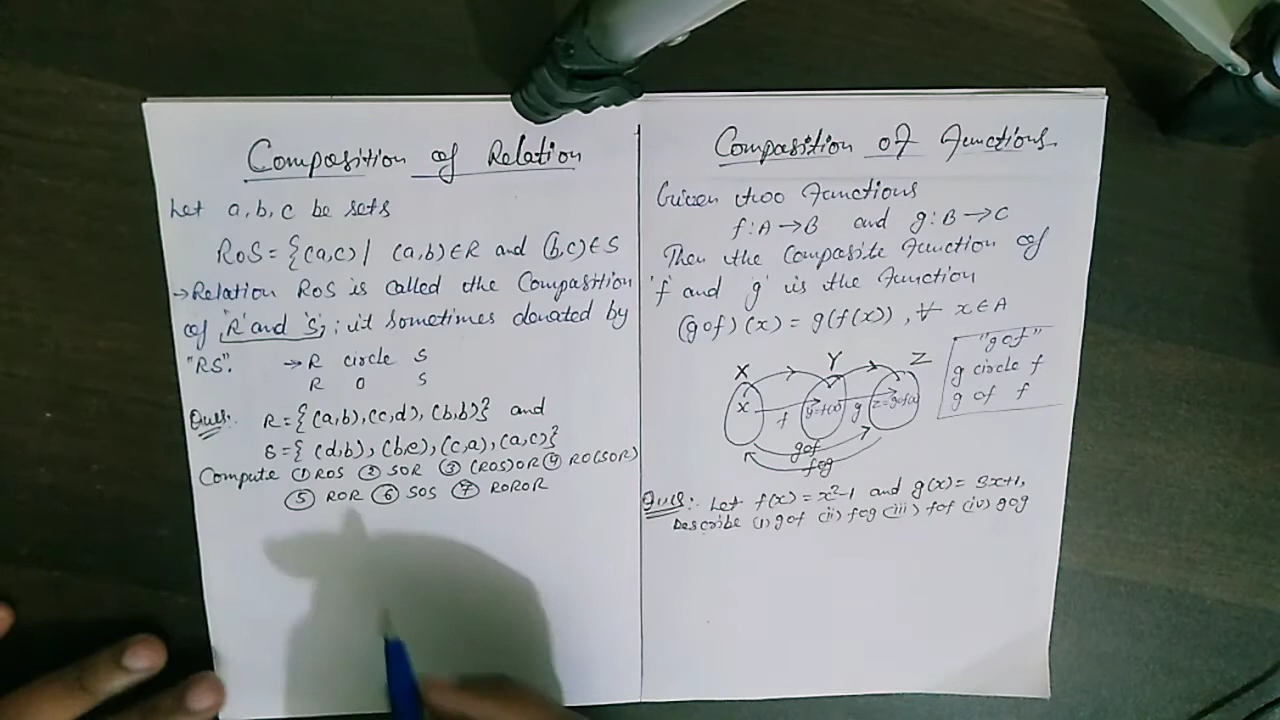 Composition of Relation
Let a, b, c be sets
RoS = {(a,c) | (a,b) ∈ R and (b,c) ∈ S
→ Relation ROS is called the Composition
of 'R' and 'S'; it sometimes donated by
"RS".
→ R circle S
R O S
Ques:. R = {(a,b), (c,d), (b,b)} and
S = { (d,b), (b,e), (c,a), (a,c)}
Compute ① ROS ② SOR ③ (ROS)OR ④ RO(SOR)
⑤ ROR ⑥ SOS ⑦ ROROR
Composition of Functions
Given two Functions
f: A → B and g: B → C
Then the Composite Function of
'f and g' is the Function
(gof)(x) = g(f(x)), ∀ x ∈ A
"gof"
g circle f
g of f
X Y Z
x f y=f(x) g z=gof(x)
gof
fog
Ques:. Let f(x) = x²-1 and g(x) = 3x+1,
Describe (i) gof (ii) fog (iii) fof (iv) gog